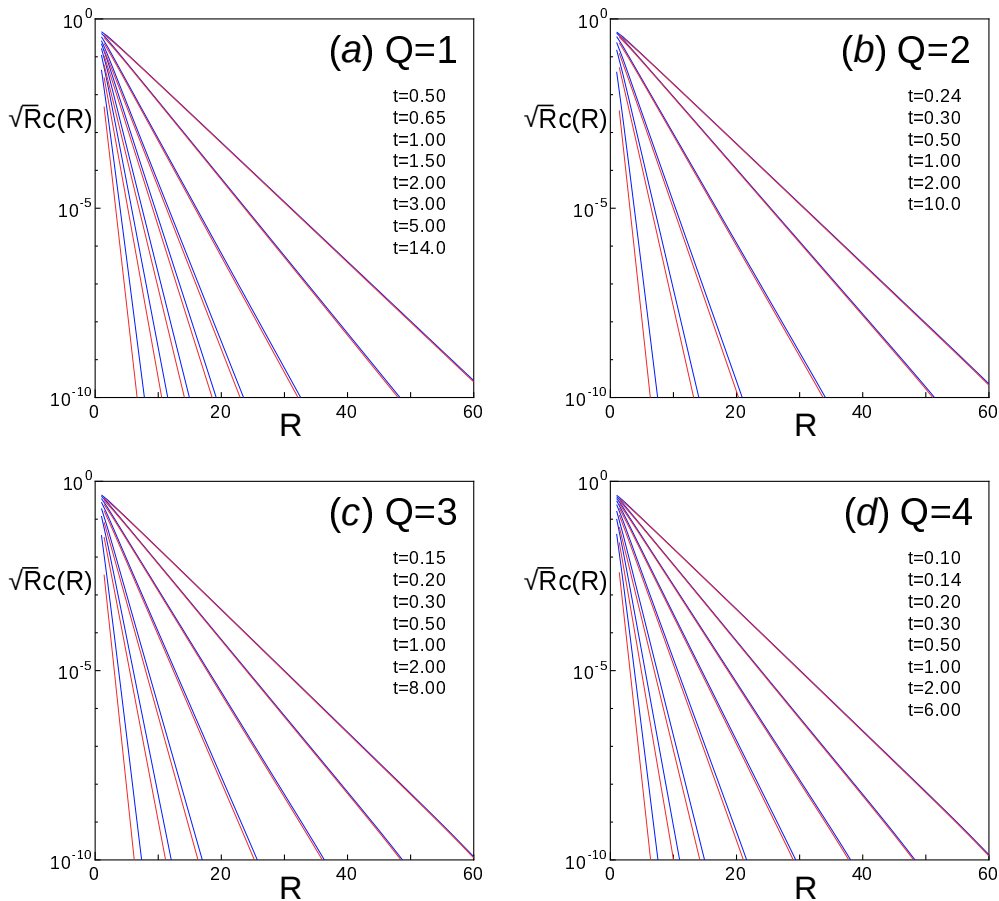 (a) Q=1
10^0
t=0.50
t=0.65
t=1.00
t=1.50
t=2.00
t=3.00
t=5.00
t=14.0
√Rc(R)
10^-5
10^-10
0 20 40 60
R
(b) Q=2
10^0
t=0.24
t=0.30
t=0.50
t=1.00
t=2.00
t=10.0
√Rc(R)
10^-5
10^-10
0 20 40 60
R
(c) Q=3
10^0
t=0.15
t=0.20
t=0.30
t=0.50
t=1.00
t=2.00
t=8.00
√Rc(R)
10^-5
10^-10
0 20 40 60
R
(d) Q=4
10^0
t=0.10
t=0.14
t=0.20
t=0.30
t=0.50
t=1.00
t=2.00
t=6.00
√Rc(R)
10^-5
10^-10
0 20 40 60
R